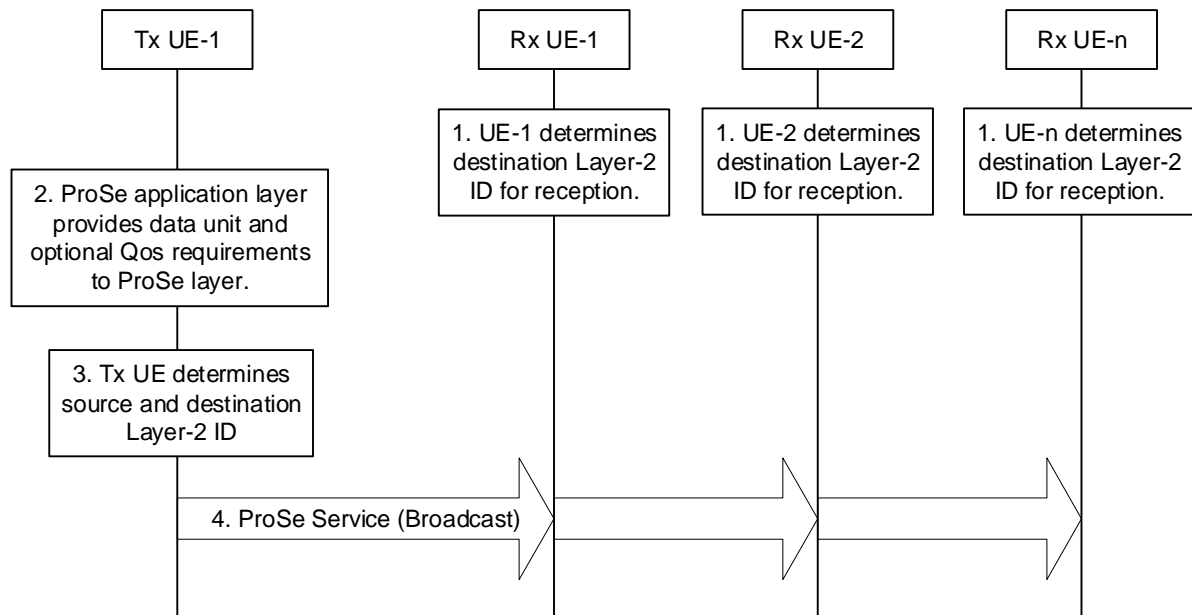 Tx UE-1
Rx UE-1
Rx UE-2
Rx UE-n
1. UE-1 determines
destination Layer-2
ID for reception.
1. UE-2 determines
destination Layer-2
ID for reception.
1. UE-n determines
destination Layer-2
ID for reception.
2. ProSe application layer
provides data unit and
optional Qos requirements
to ProSe layer.
3. Tx UE determines
source and destination
Layer-2 ID
4. ProSe Service (Broadcast)